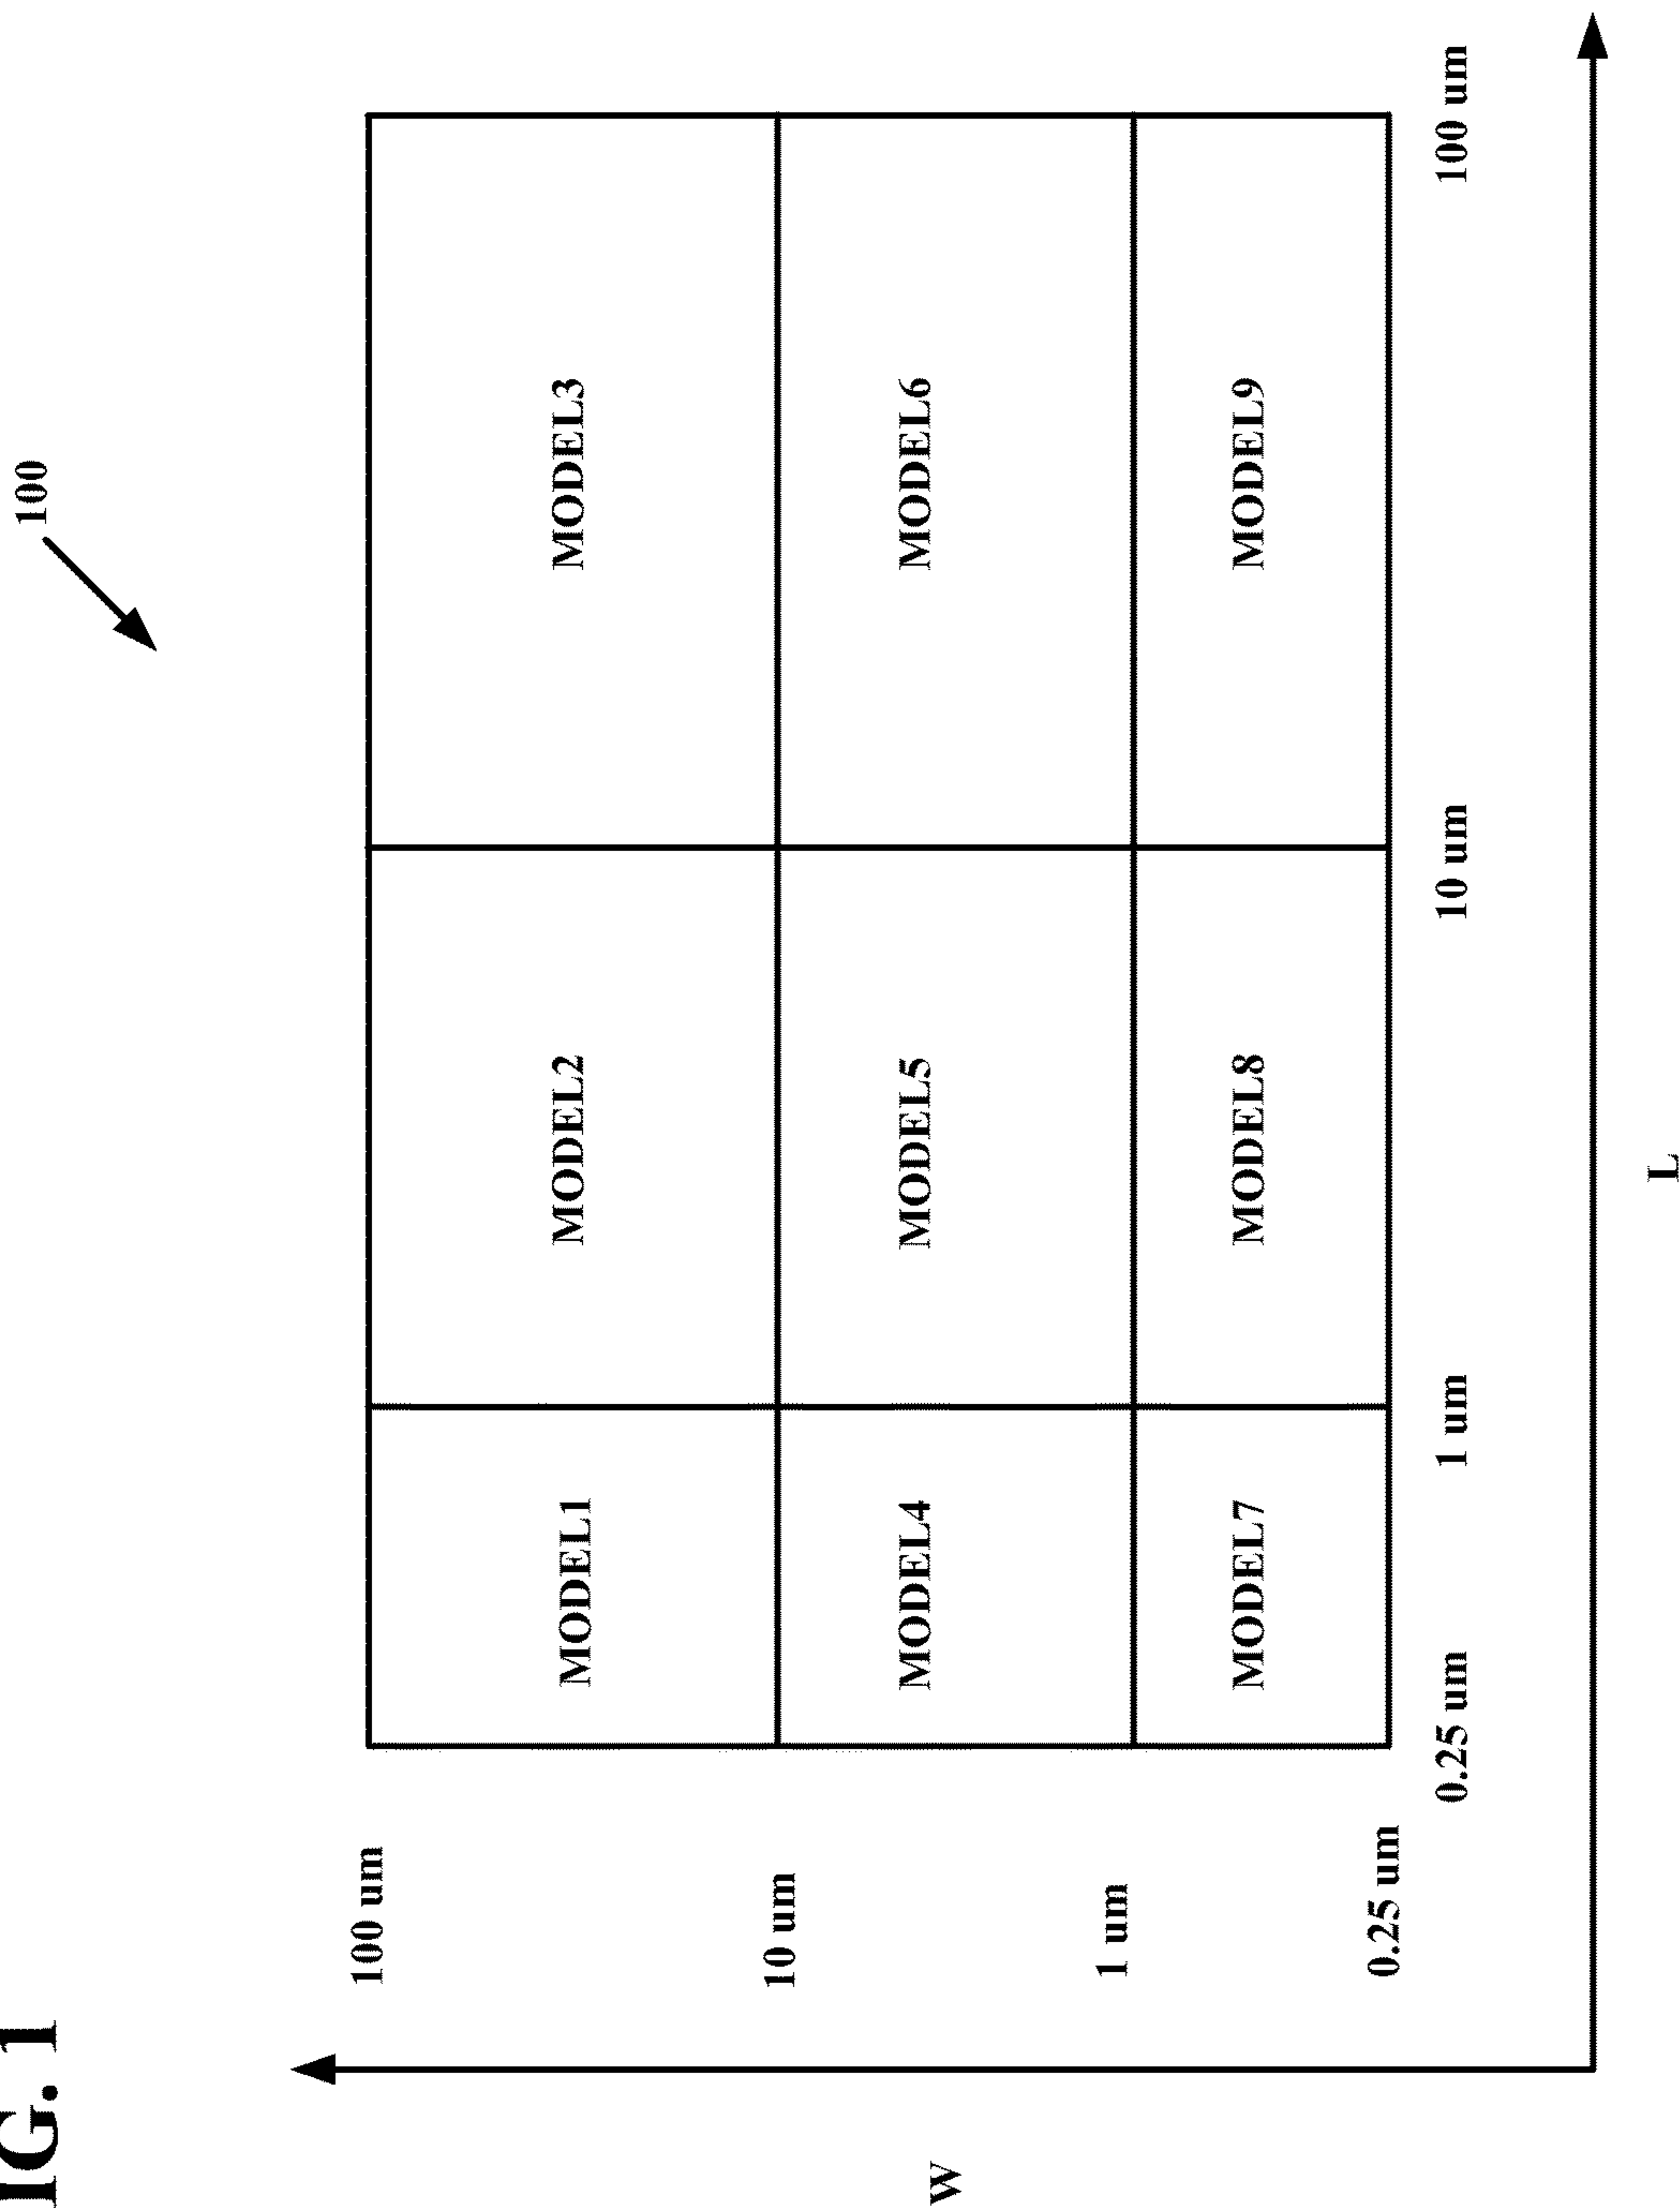 IG. 1
100
100 um
MODEL1 MODEL2 MODEL3
10 um
W
MODEL4 MODEL5 MODEL6
1 um
MODEL7 MODEL8 MODEL9
0.25 um
0.25 um 1 um 10 um 100 um
L